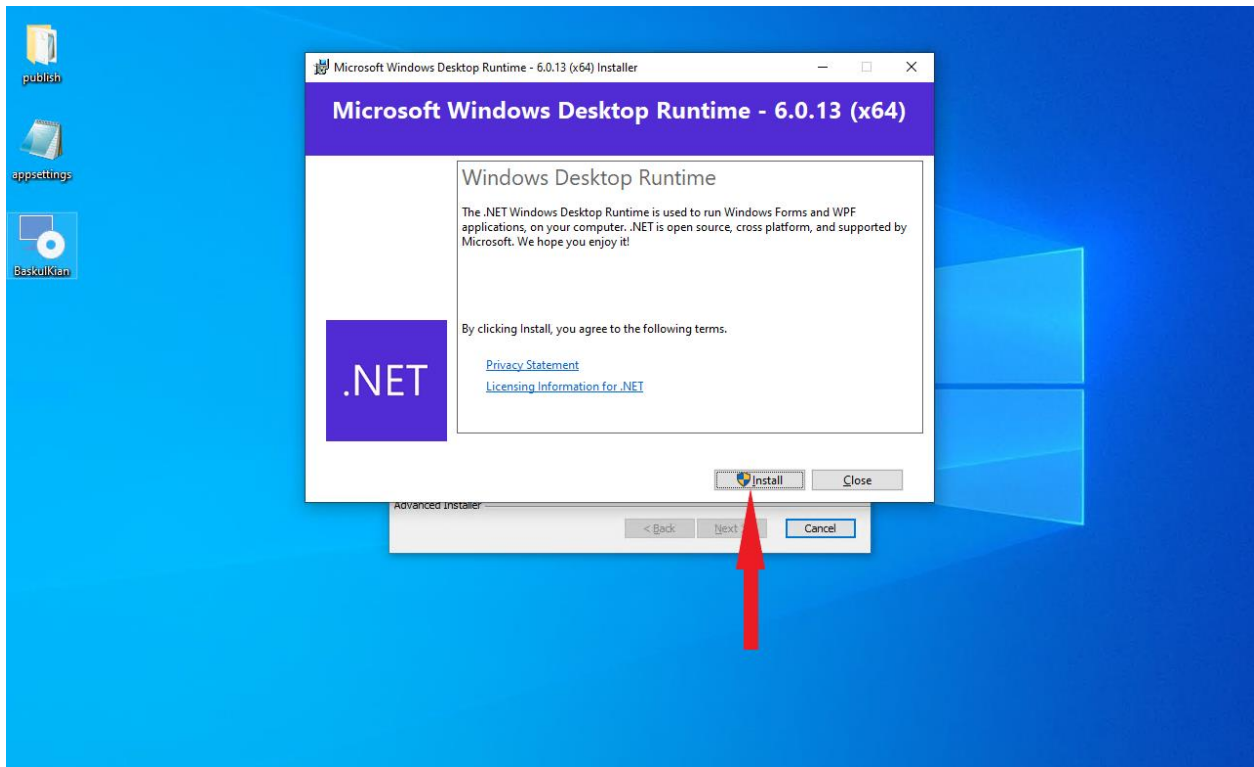 publish
appsettings
BaskulKian
Microsoft Windows Desktop Runtime - 6.0.13 (x64) Installer
Microsoft Windows Desktop Runtime - 6.0.13 (x64)
Windows Desktop Runtime
The .NET Windows Desktop Runtime is used to run Windows Forms and WPF
applications, on your computer. .NET is open source, cross platform, and supported by
Microsoft. We hope you enjoy it!
By clicking Install, you agree to the following terms.
Privacy Statement
Licensing Information for .NET
.NET
Install
Close
Advanced Installer
< Back
Next
Cancel